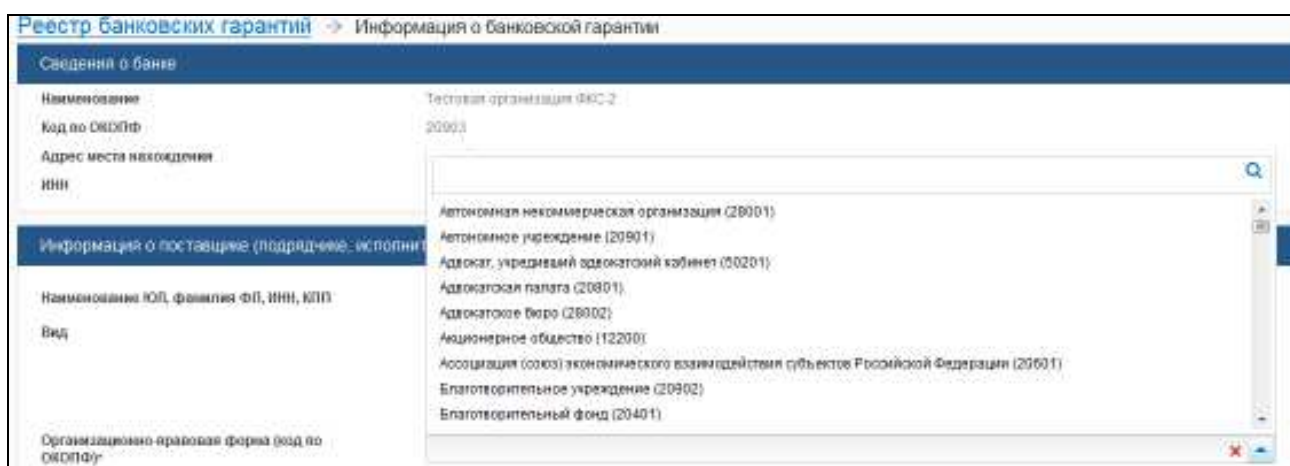 Реестр банковских гарантий → Информация о банковской гарантии
Сведения о банке
Наименование Тестовая организация ФКС-2
Код по ОКОПФ 20903
Адрес места нахождения
ИНН
Автономная некоммерческая организация (28001)
Автономное учреждение (20901)
Информация о поставщике (подрядчике, исполнит
Адвокат, учредивший адвокатский кабинет (50201)
Адвокатская палата (20801)
Наименование ЮЛ, фамилия ФЛ, ИНН, КПП
Адвокатское бюро (28002)
Вид
Акционерное общество (12200)
Ассоциация (союз) экономического взаимодействия субъектов Российской Федерации (20601)
Благотворительное учреждение (20902)
Благотворительный фонд (20401)
Организационно-правовая форма (код по
ОКОПФ)*